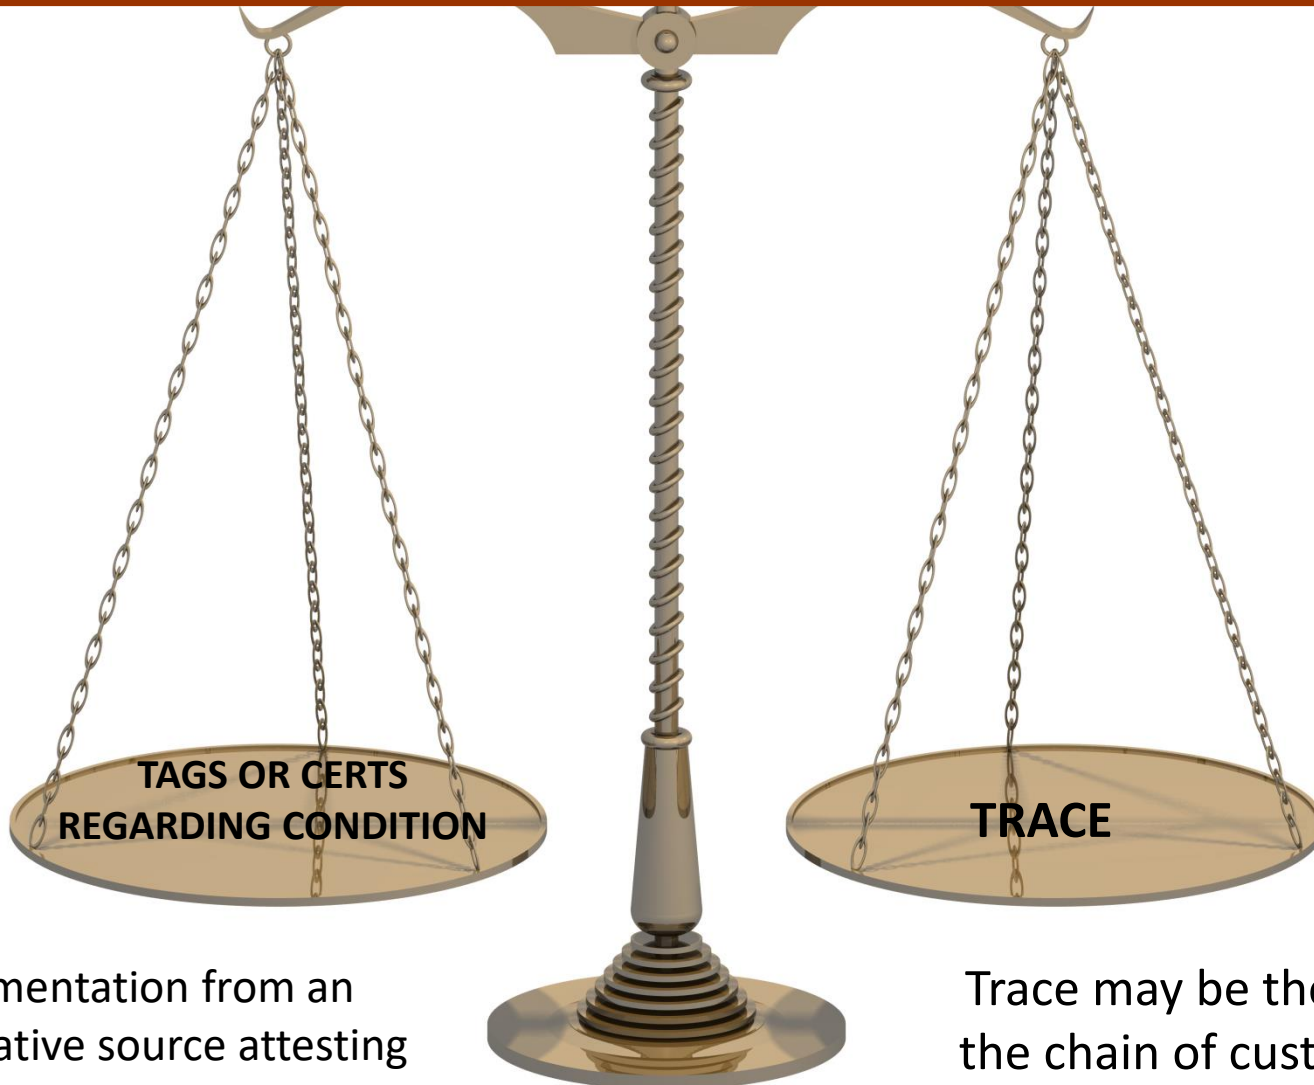 TAGS OR CERTS
REGARDING CONDITION
TRACE
mentation from an
ative source attesting
Trace may be the
the chain of cust